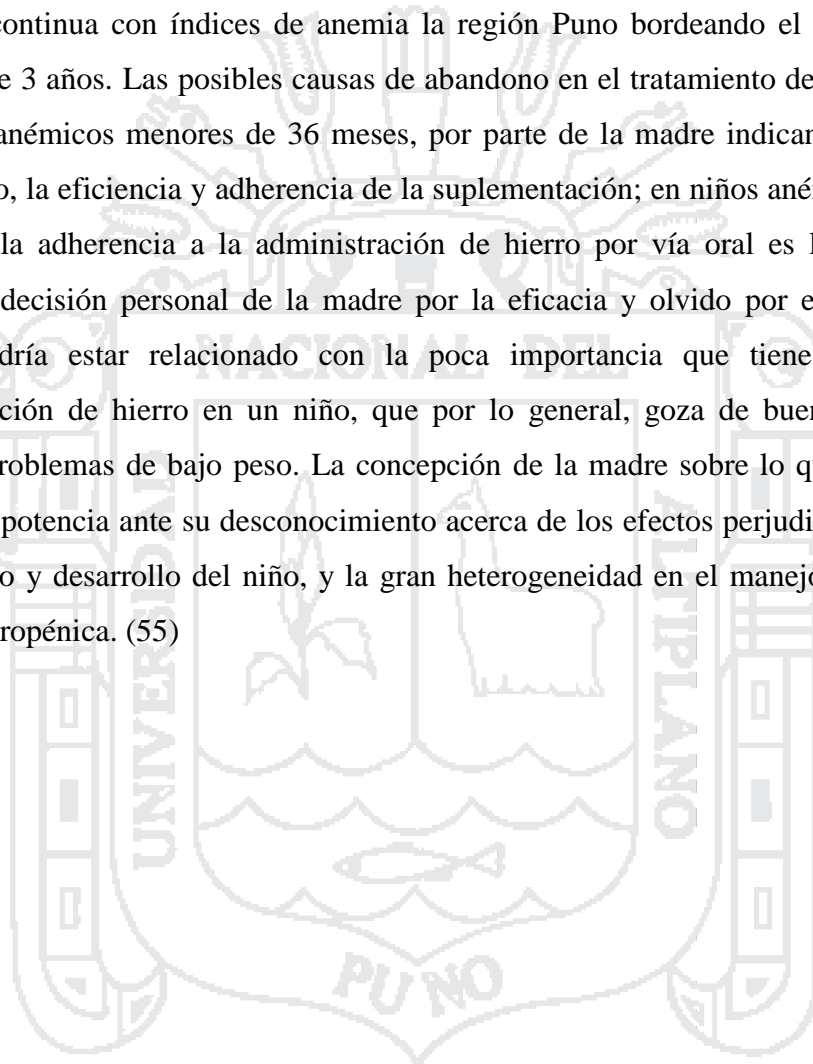 continua con índices de anemia la región Puno bordeando el
e 3 años. Las posibles causas de abandono en el tratamiento de
anémicos menores de 36 meses, por parte de la madre indican
o, la eficiencia y adherencia de la suplementación; en niños
la adherencia a la administración de hierro por vía oral es
decisión personal de la madre por la eficacia y olvido por
dría estar relacionado con la poca importancia que tiene
ción de hierro en un niño, que por lo general, goza de
roblemas de bajo peso. La concepción de la madre sobre lo
potencia ante su desconocimiento acerca de los efectos
o y desarrollo del niño, y la gran heterogeneidad en el manejo
ropénica. (55)
NACIONAL DEL
UNIVERSIDAD
ALTIPLANO
PUNO